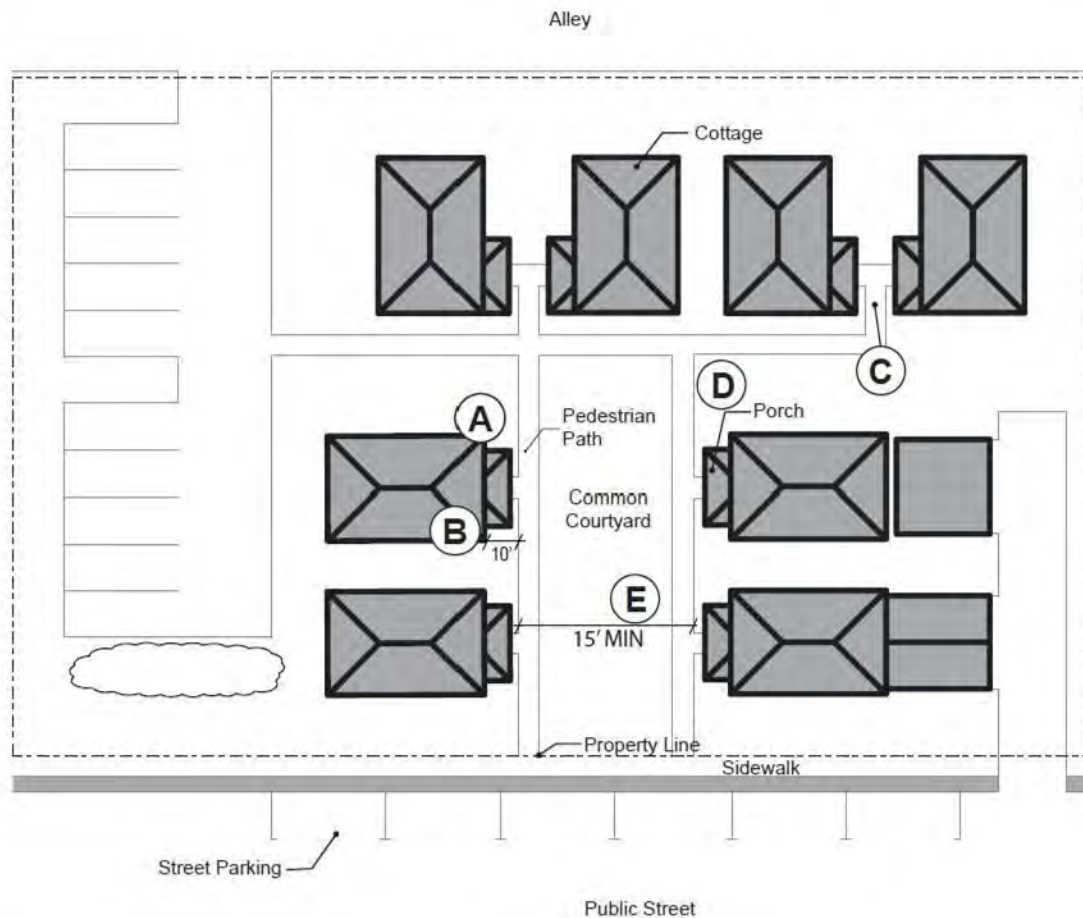 Alley
Cottage
C
D
Porch
A
Pedestrian
Path
Common
Courtyard
B
10'
E
15' MIN
Property Line
Sidewalk
Street Parking
Public Street